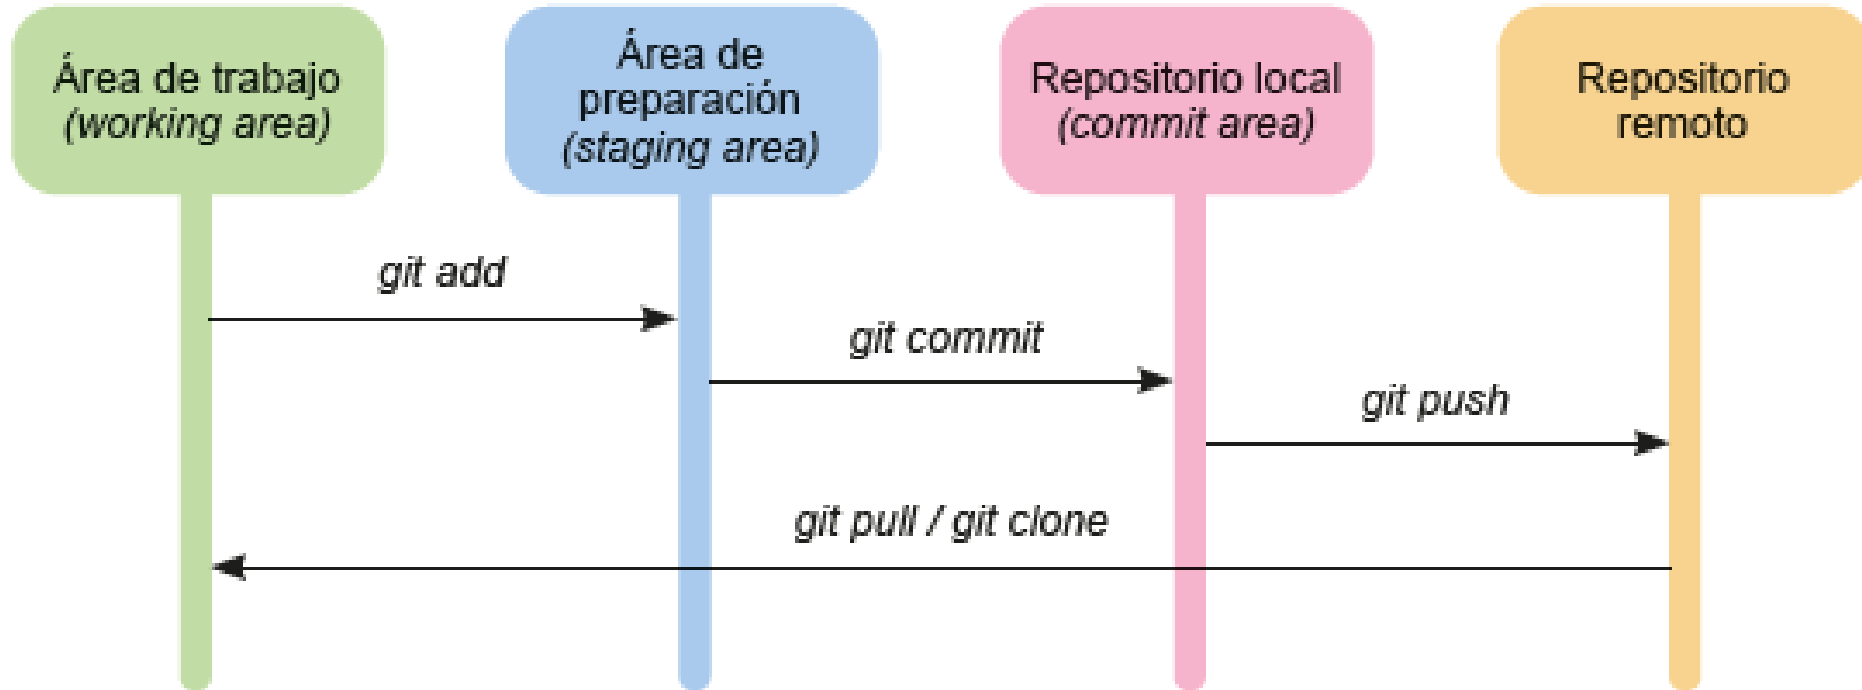 Área de trabajo
(working area)
Área de
preparación
(staging area)
Repositorio local
(commit area)
Repositorio
remoto
git add
git commit
git push
git pull / git clone